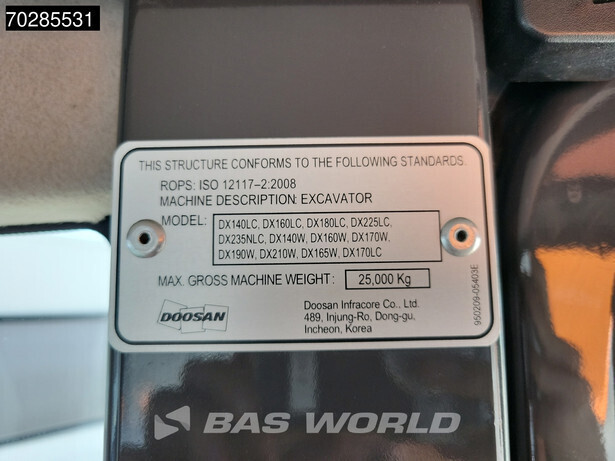 70285531
THIS STRUCTURE CONFORMS TO THE FOLLOWING STANDARDS.
ROPS: ISO 12117-2:2008
MACHINE DESCRIPTION: EXCAVATOR
MODEL:
DX140LC, DX160LC, DX180LC, DX225LC,
DX235NLC, DX140W, DX160W, DX170W,
DX190W, DX210W, DX165W, DX170LC
MAX. GROSS MACHINE WEIGHT: 25,000 Kg
DOOSAN
Doosan Infracore Co., Ltd.
489, Injung-Ro, Dong-gu,
Incheon, Korea
950209-05403E
BAS WORLD